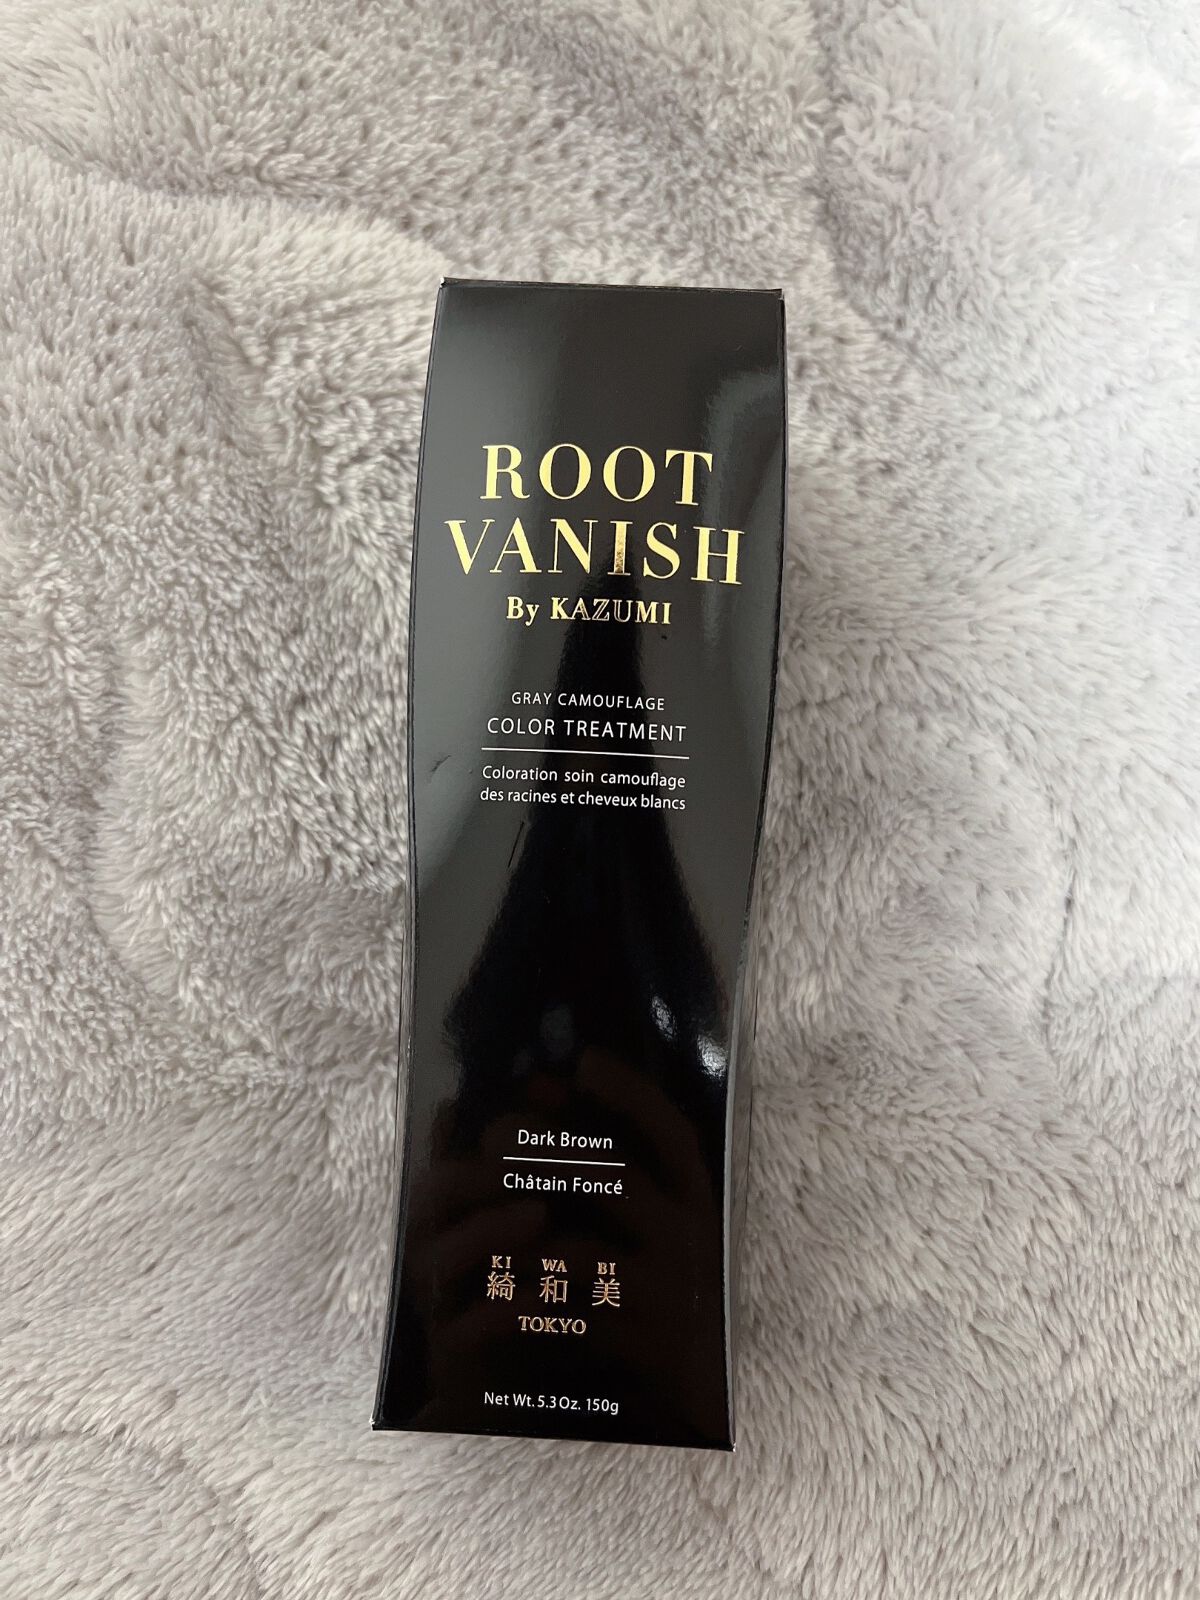 ROOT
VANISH
By KAZUMI
GRAY CAMOUFLAGE
COLOR TREATMENT
Coloration soin camouflage
des racines et cheveux blancs
Dark Brown
Châtain Foncé
KI WA BI
綺和美
TOKYO
Net Wt. 5.3 Oz. 150g